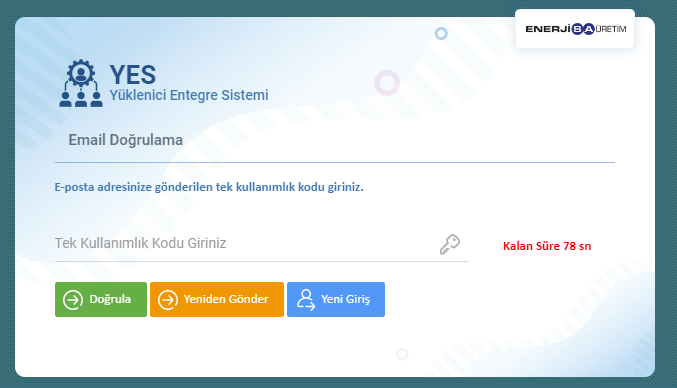 ENERJİSA ÜRETİM
YES
Yüklenici Entegre Sistemi
Email Doğrulama
E-posta adresinize gönderilen tek kullanımlık kodu giriniz.
Tek Kullanımlık Kodu Giriniz
Kalan Süre 78 sn
Doğrula
Yeniden Gönder
Yeni Giriş